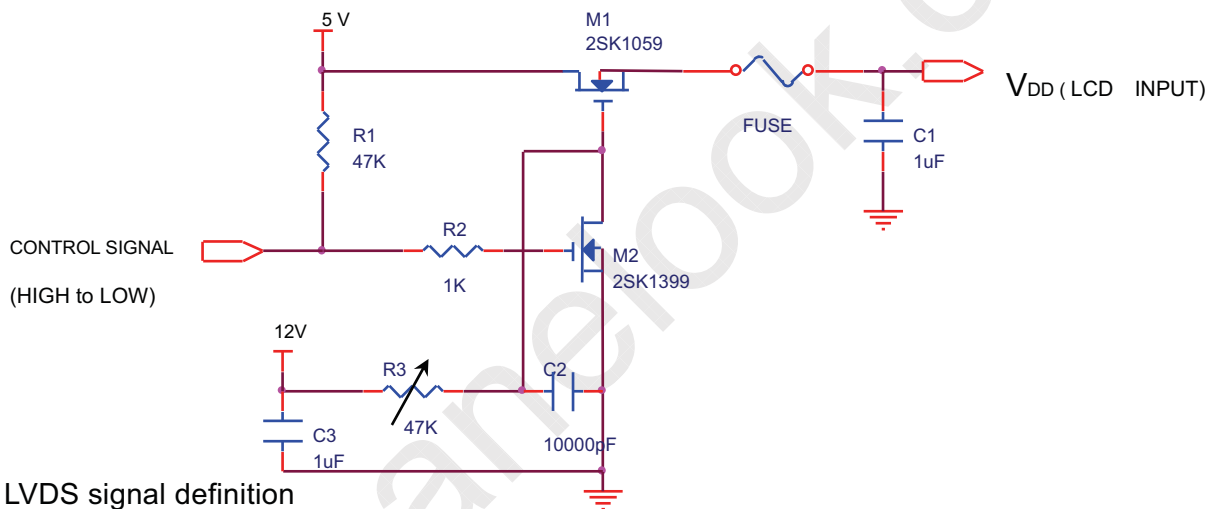 5 V
M1
2SK1059
R1
47K
FUSE
C1
1uF
VDD ( LCD INPUT)
CONTROL SIGNAL
(HIGH to LOW)
R2
1K
M2
2SK1399
12V
R3
47K
C2
10000pF
C3
1uF
LVDS signal definition
anelook.c